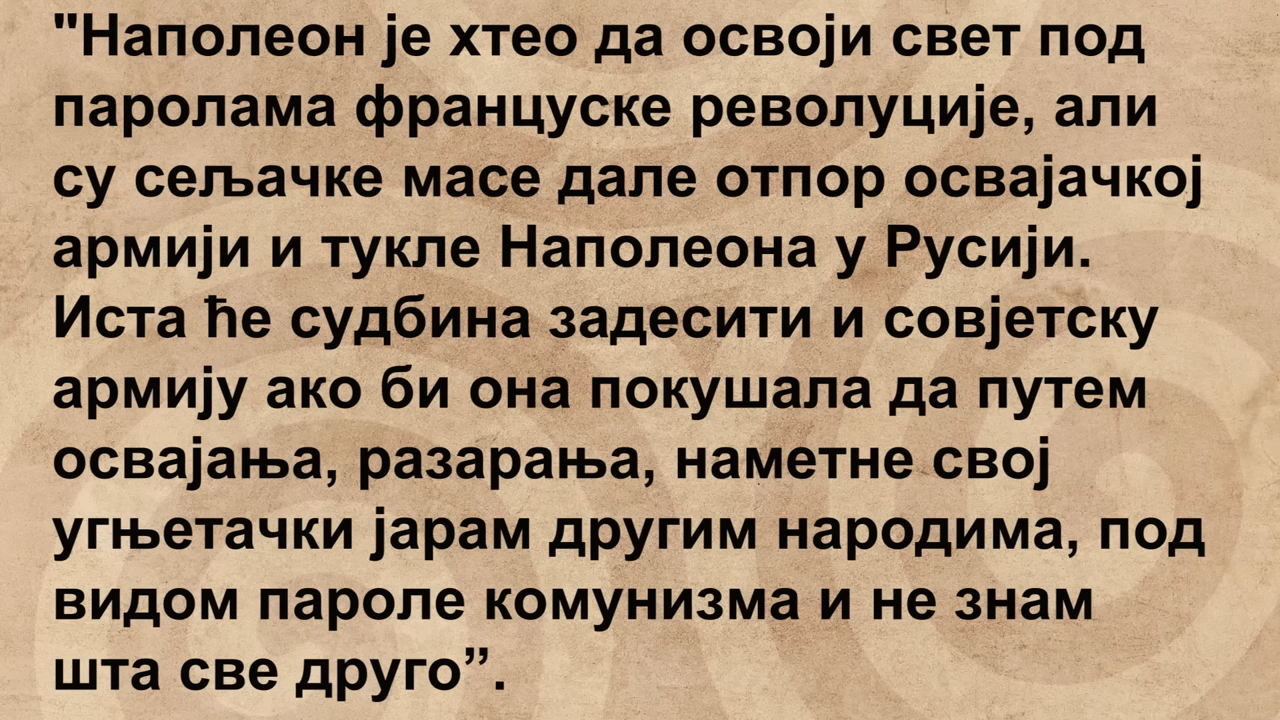 "Наполеон је хтео да освоји свет под
паролама француске револуције, али
су сељачке масе дале отпор освајачкој
армији и тукле Наполеона у Русији.
Иста ће судбина задесити и совјетску
армију ако би она покушала да путем
освајања, разарања, наметне свој
угњетачки јарам другим народима, под
видом пароле комунизма и не знам
шта све друго”.